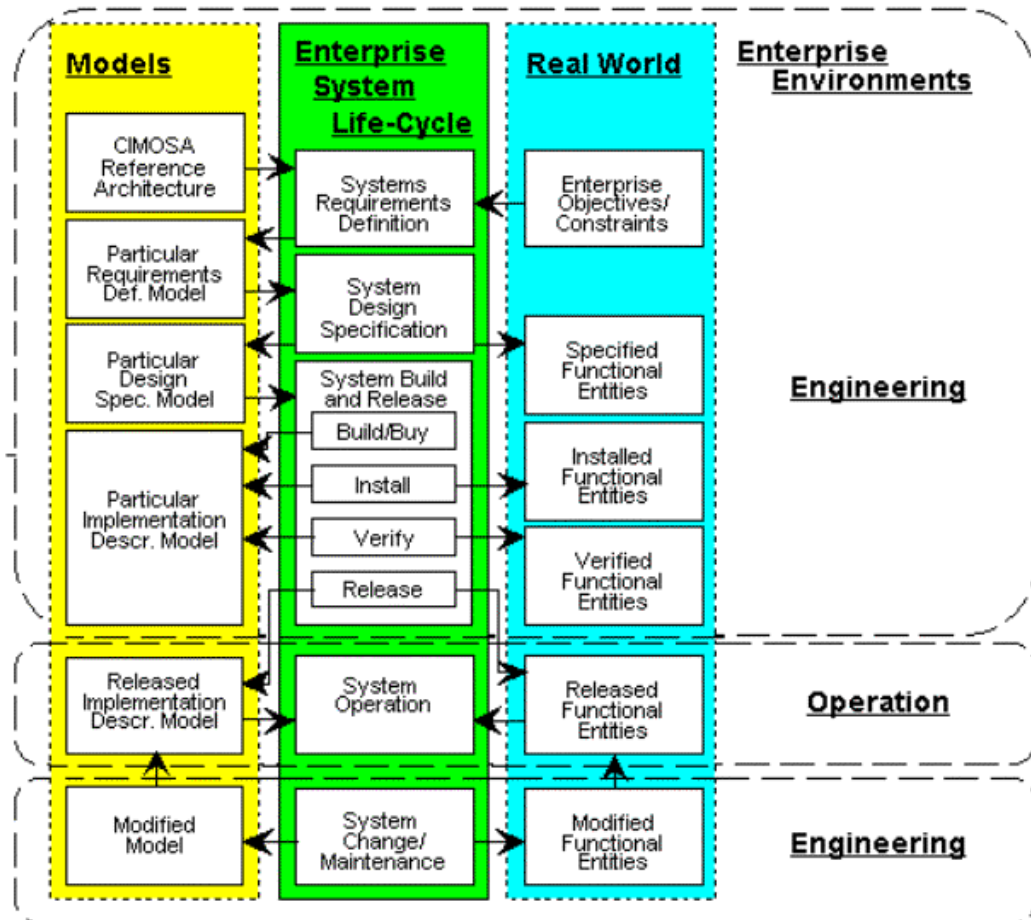 Models
Enterprise
System
Life-Cycle
Real World
Enterprise
Environments
CIMOSA
Reference
Architecture
Systems
Requirements
Definition
Enterprise
Objectives/
Constraints
Particular
Requirements
Def. Model
System
Design
Specification
Particular
Design
Spec. Model
Specified
Functional
Entities
Engineering
System Build
and Release
Build/Buy
Install
Verify
Release
Particular
Implementation
Descr. Model
Installed
Functional
Entities
Verified
Functional
Entities
Released
Implementation
Descr. Model
System
Operation
Released
Functional
Entities
Operation
Modified
Model
System
Change/
Maintenance
Modified
Functional
Entities
Engineering